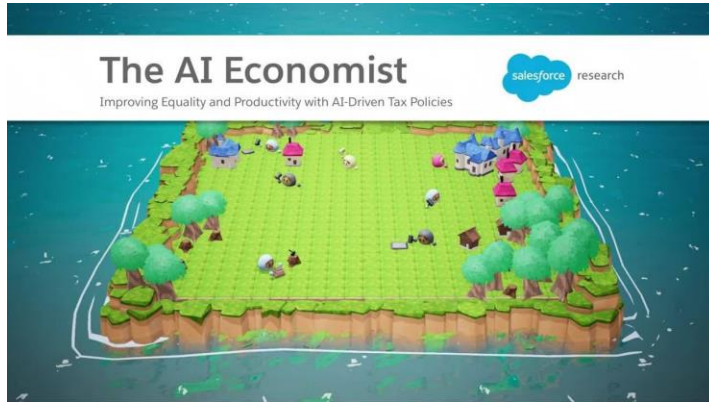 The AI Economist
Improving Equality and Productivity with AI-Driven Tax Policies
salesforce research